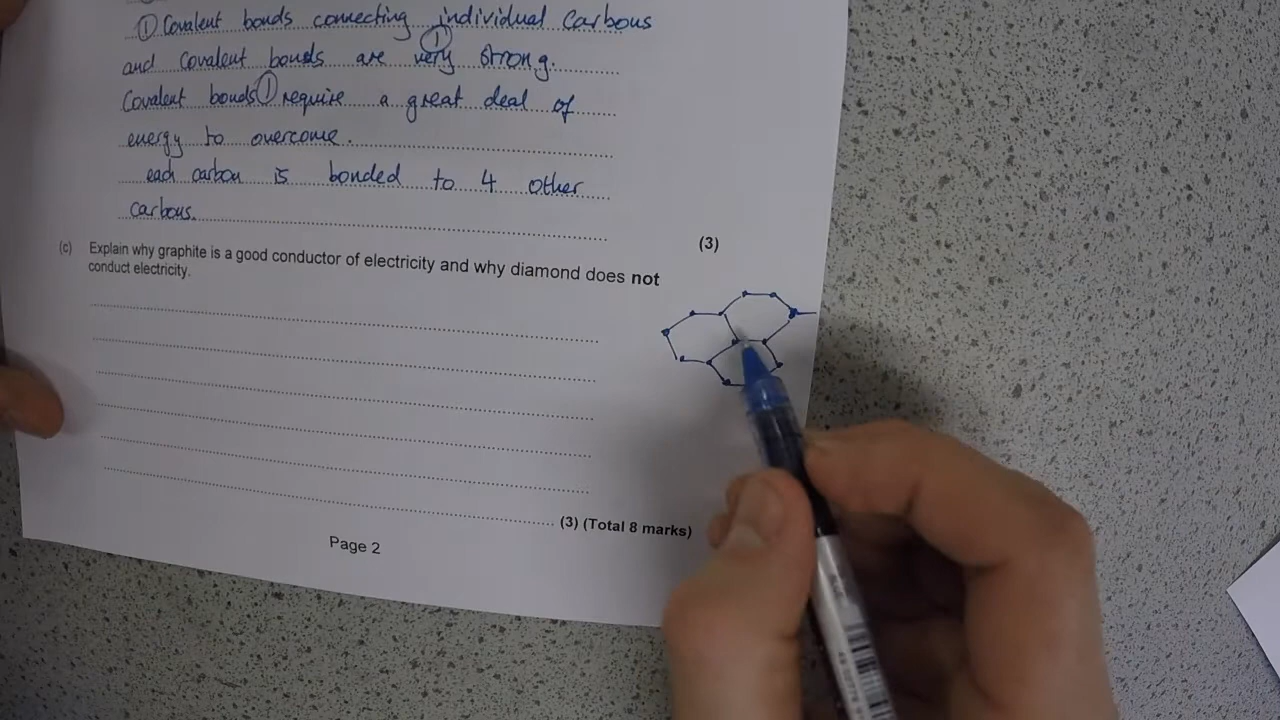 ① Covalent bonds connecting individual Carbons
①
and covalent bonds are very strong.
Covalent bonds ① require a great deal of
energy to overcome.
each carbon is bonded to 4 other
carbons.
(3)
(c) Explain why graphite is a good conductor of electricity and why diamond does not
conduct electricity.
(3) (Total 8 marks)
Page 2